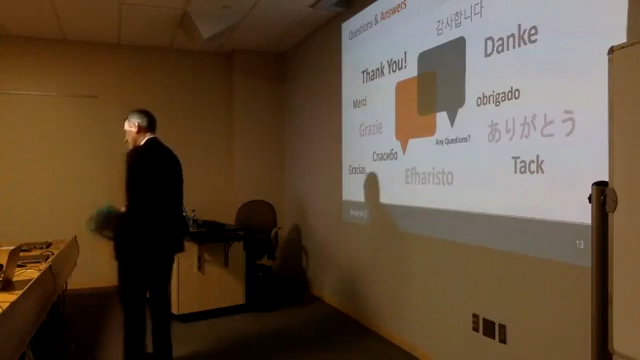 Questions & Answers
감사합니다
Danke
Thank You!
Merci
obrigado
Grazie
ありがとう
Any Questions?
Спасибо
Tack
Gracias
Efharisto
13